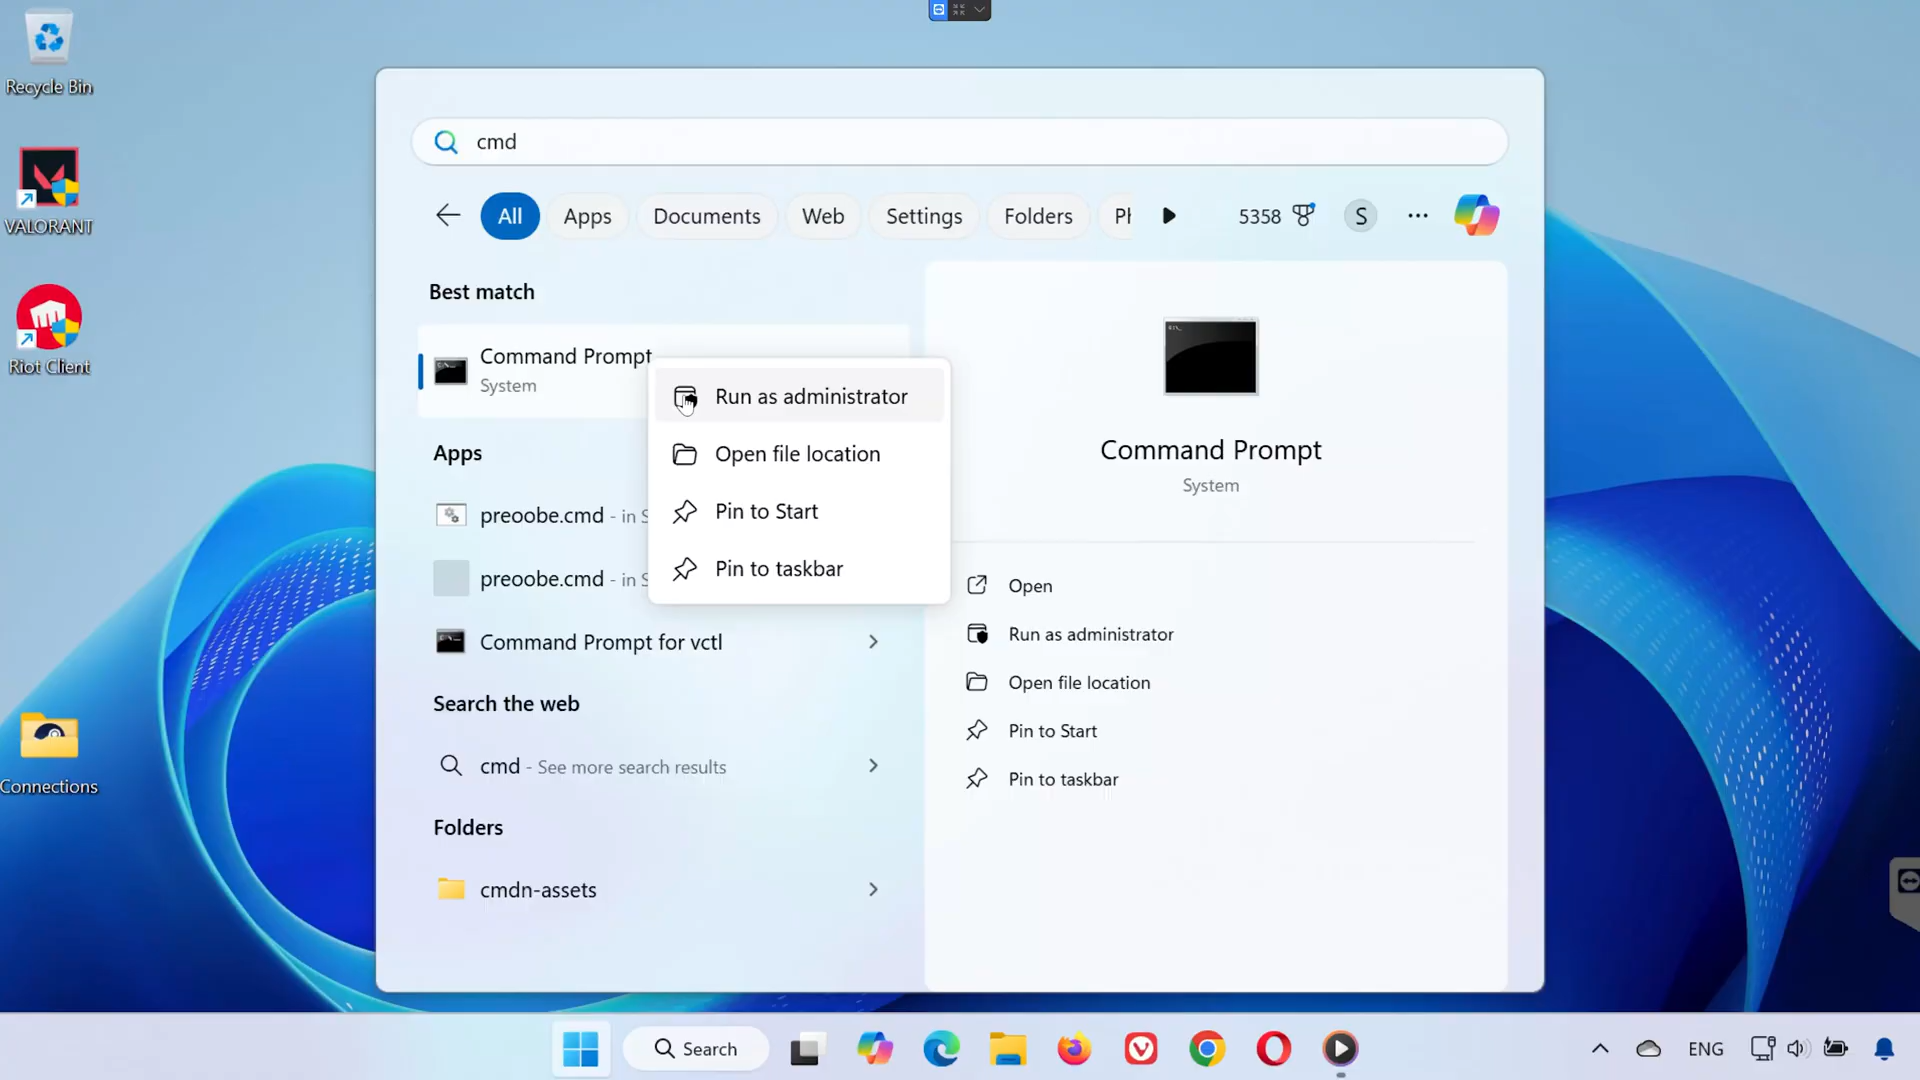 Recycle Bin
VALORANT
Riot Client
Connections
cmd
All
Apps
Documents
Web
Settings
Folders
5358
S
Best match
Command Prompt
System
Run as administrator
Open file location
Pin to Start
Pin to taskbar
Apps
preoobe.cmd - in
preoobe.cmd - in
Command Prompt for vctl
Search the web
cmd - See more search results
Folders
cmdn-assets
Command Prompt
System
Open
Run as administrator
Open file location
Pin to Start
Pin to taskbar
Search
ENG